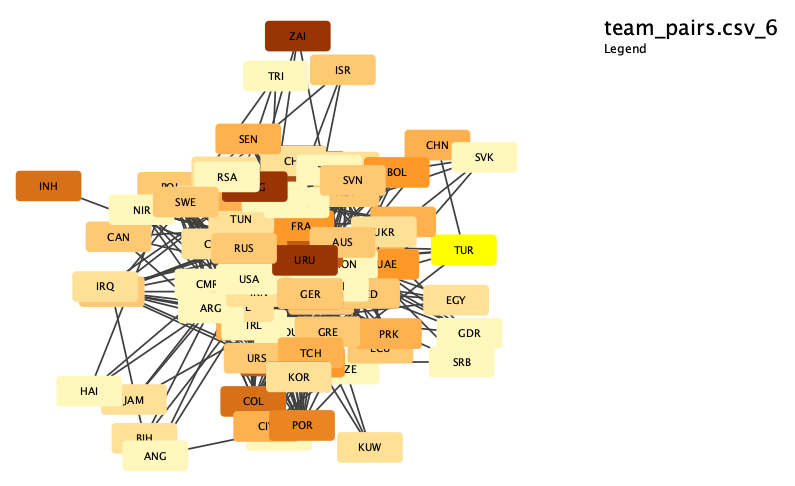 team_pairs.csv_6
Legend
ZAI
TRI
ISR
SEN
CHN
SVK
RSA
SVN
BOL
INH
SWE
NIR
TUN
FRA
UKR
CAN
RUS
AUS
TUR
URU
UAE
IRQ
CMR
USA
GER
EGY
ARG
IRL
GRE
PRK
GDR
URS
TCH
SRB
KOR
HAI
JAM
COL
POR
BIH
ANG
KUW